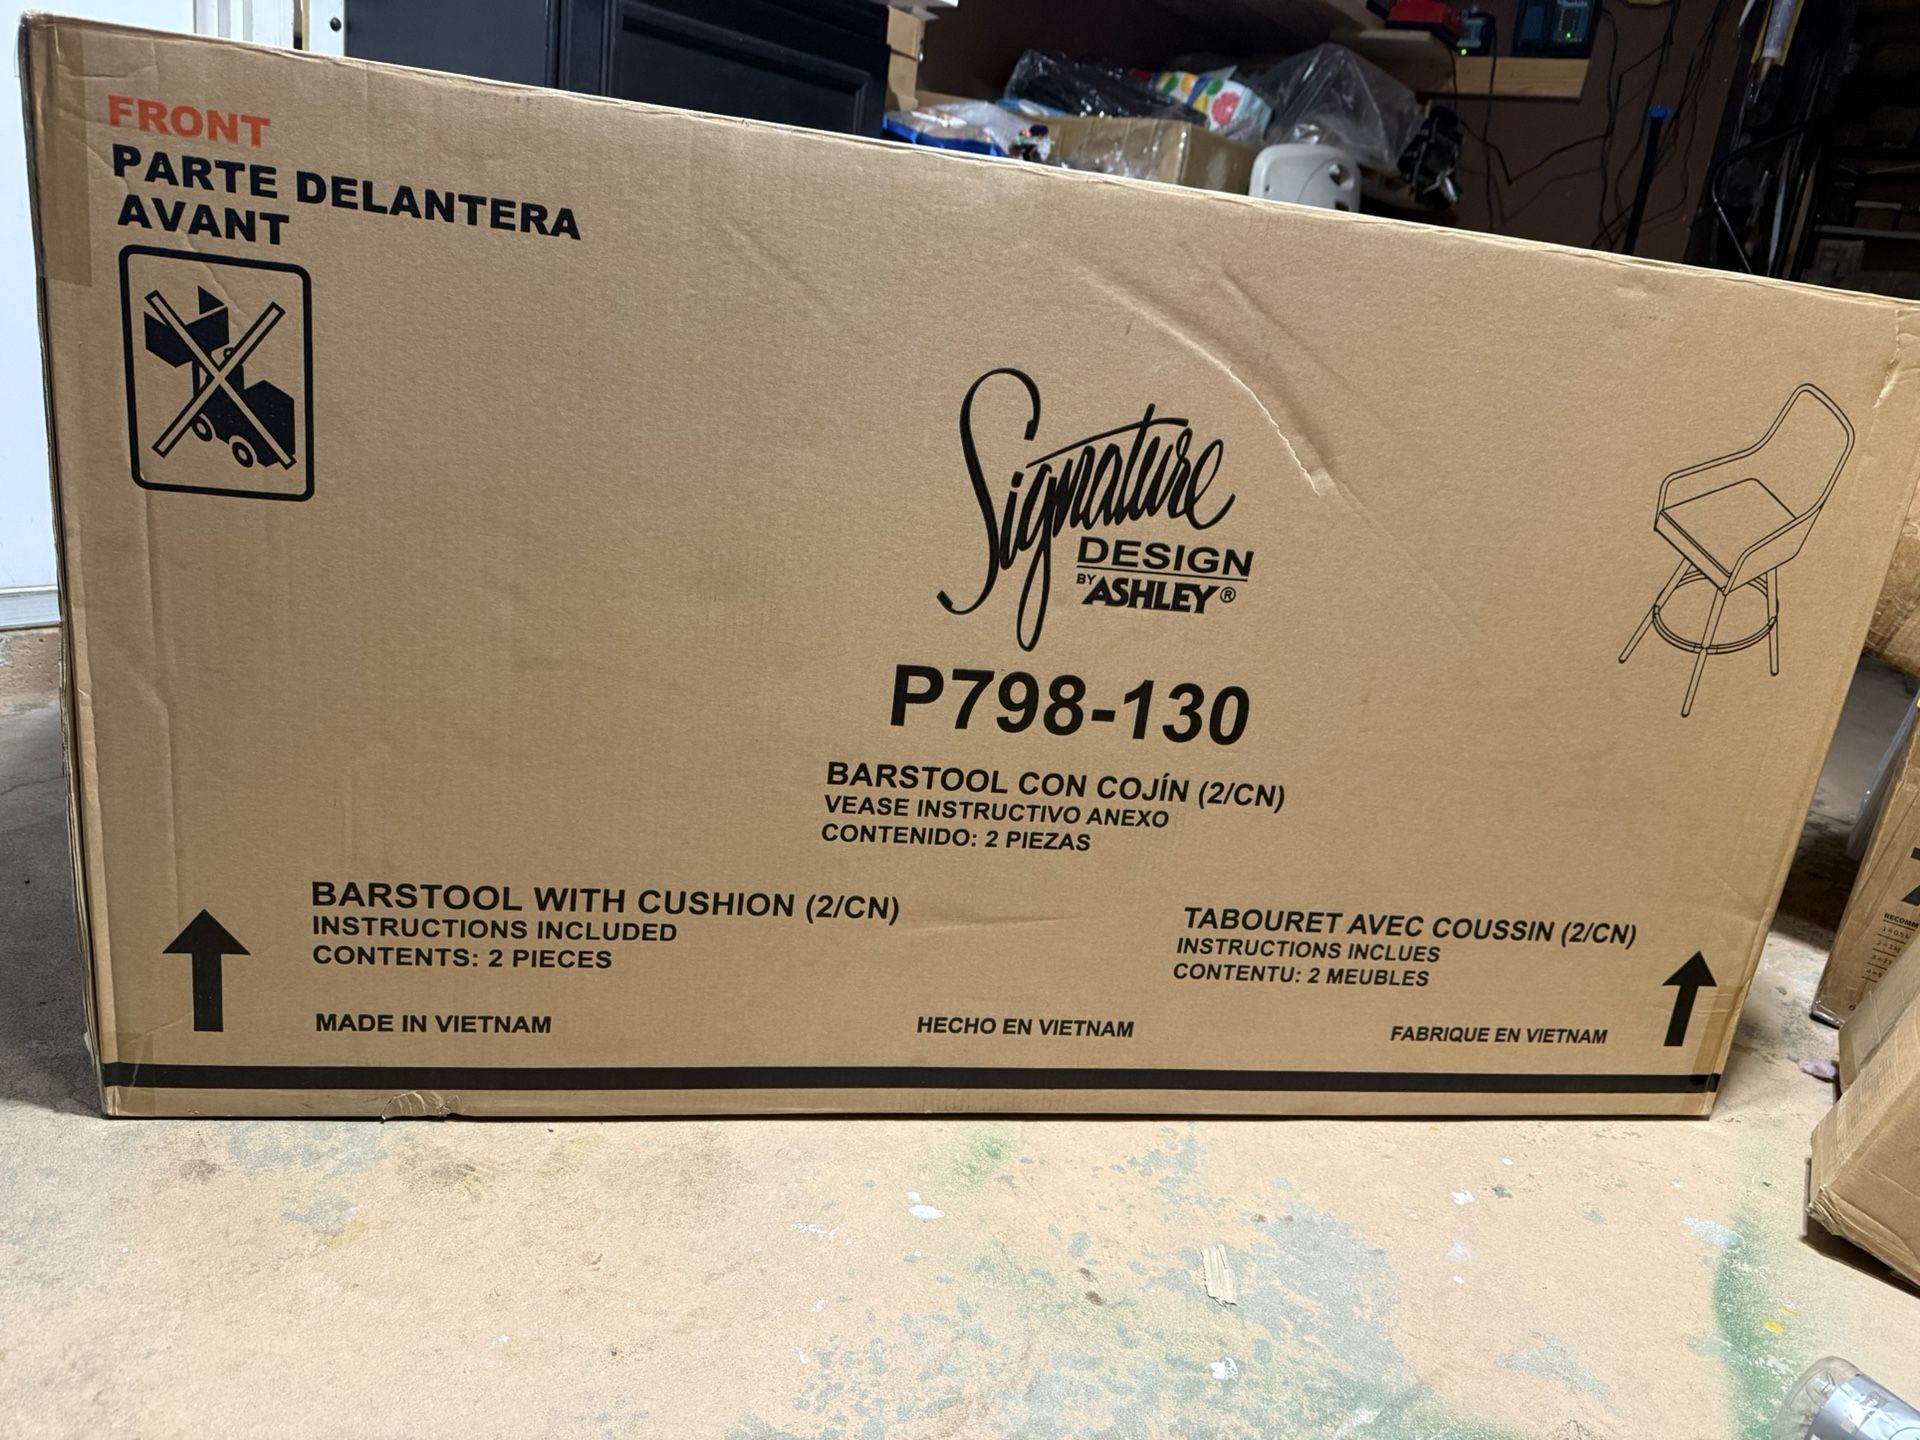 FRONT
PARTE DELANTERA
AVANT
Signature
DESIGN
BY ASHLEY®
P798-130
BARSTOOL CON COJÍN (2/CN)
VEASE INSTRUCTIVO ANEXO
CONTENIDO: 2 PIEZAS
BARSTOOL WITH CUSHION (2/CN)
INSTRUCTIONS INCLUDED
CONTENTS: 2 PIECES
TABOURET AVEC COUSSIN (2/CN)
INSTRUCTIONS INCLUES
CONTENTU: 2 MEUBLES
MADE IN VIETNAM
HECHO EN VIETNAM
FABRIQUE EN VIETNAM
RECOMM